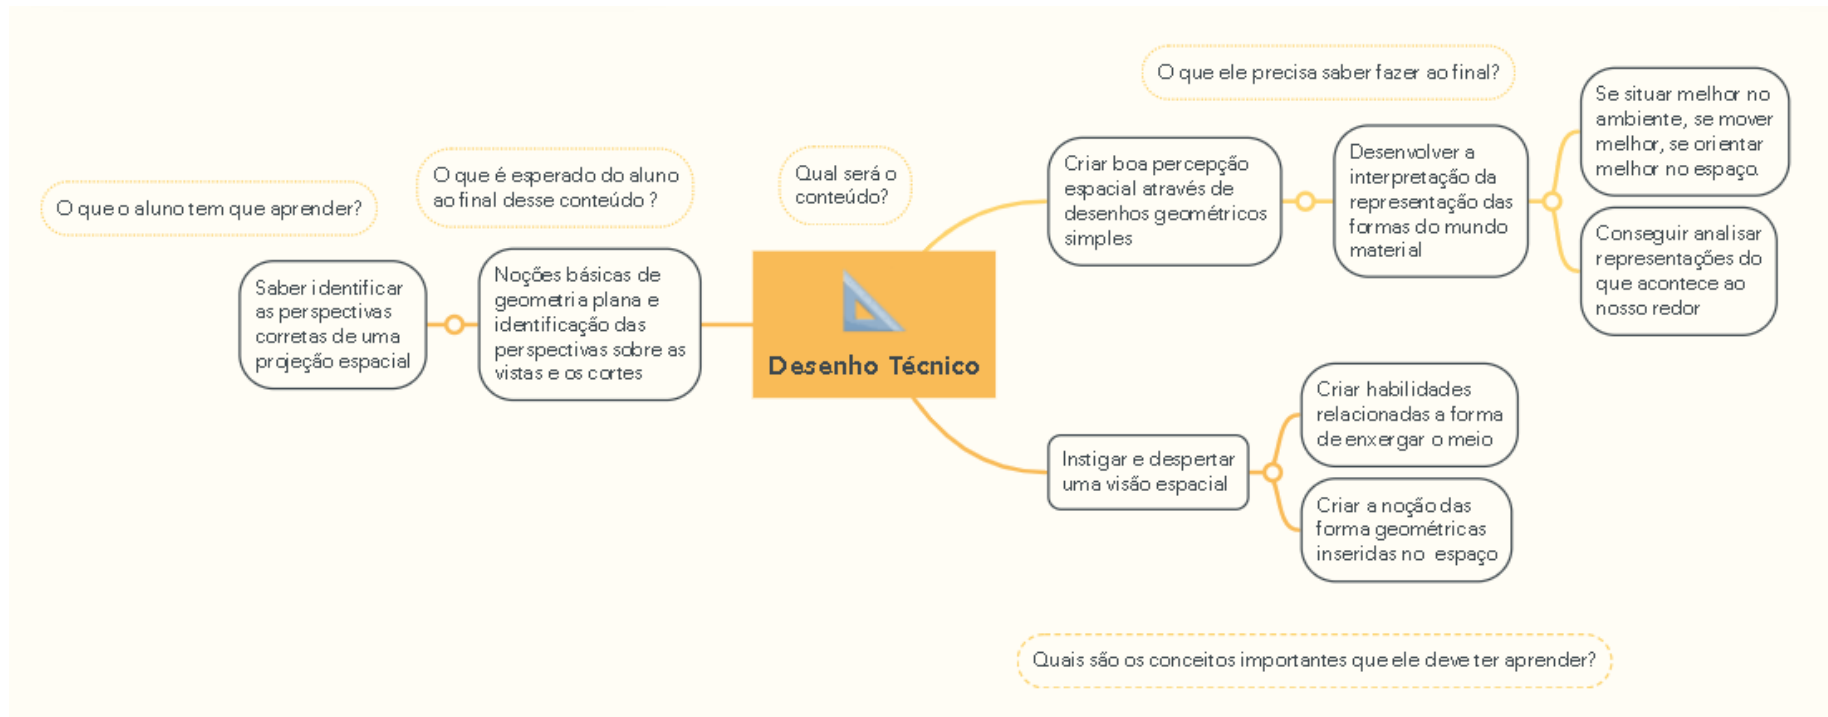 O que o aluno tem que aprender?
Saber identificar
as perspectivas
corretas de uma
projeção espacial
O que é esperado do aluno
ao final desse conteúdo ?
Noções básicas de
geometria plana e
identificação das
perspectivas sobre as
vistas e os cortes
Qual será o
conteúdo?
Desenho Técnico
O que ele precisa saber fazer ao final?
Criar boa percepção
espacial através de
desenhos geométricos
simples
Desenvolver a
interpretação da
representação das
formas do mundo
material
Se situar melhor no
ambiente, se mover
melhor, se orientar
melhor no espaço.
Conseguir analisar
representações do
que acontece ao
nosso redor
Instigar e despertar
uma visão espacial
Criar habilidades
relacionadas a forma
de enxergar o meio
Criar a noção das
forma geométricas
inseridas no espaço
Quais são os conceitos importantes que ele deve ter aprender?